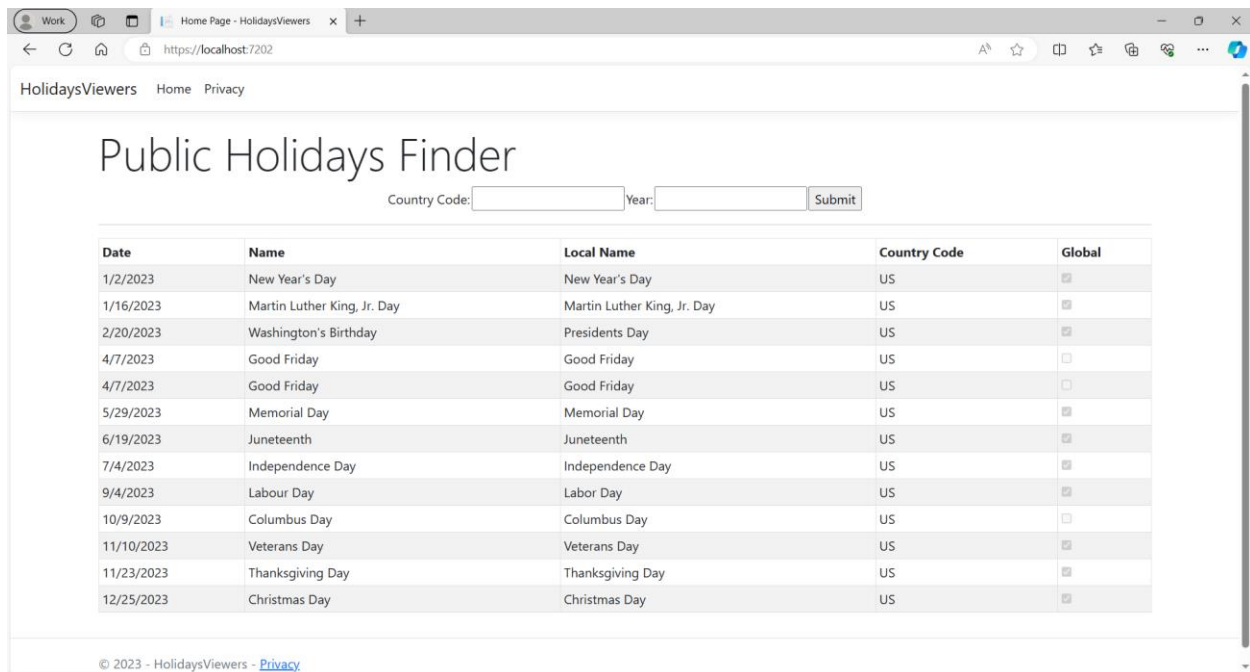 Work Home Page - HolidaysViewers
https://localhost:7202
HolidaysViewers Home Privacy
Public Holidays Finder
Country Code: Year: Submit
Date Name Local Name Country Code Global
1/2/2023 New Year's Day New Year's Day US
1/16/2023 Martin Luther King, Jr. Day Martin Luther King, Jr. Day US
2/20/2023 Washington's Birthday Presidents Day US
4/7/2023 Good Friday Good Friday US
4/7/2023 Good Friday Good Friday US
5/29/2023 Memorial Day Memorial Day US
6/19/2023 Juneteenth Juneteenth US
7/4/2023 Independence Day Independence Day US
9/4/2023 Labour Day Labor Day US
10/9/2023 Columbus Day Columbus Day US
11/10/2023 Veterans Day Veterans Day US
11/23/2023 Thanksgiving Day Thanksgiving Day US
12/25/2023 Christmas Day Christmas Day US
© 2023 - HolidaysViewers - Privacy